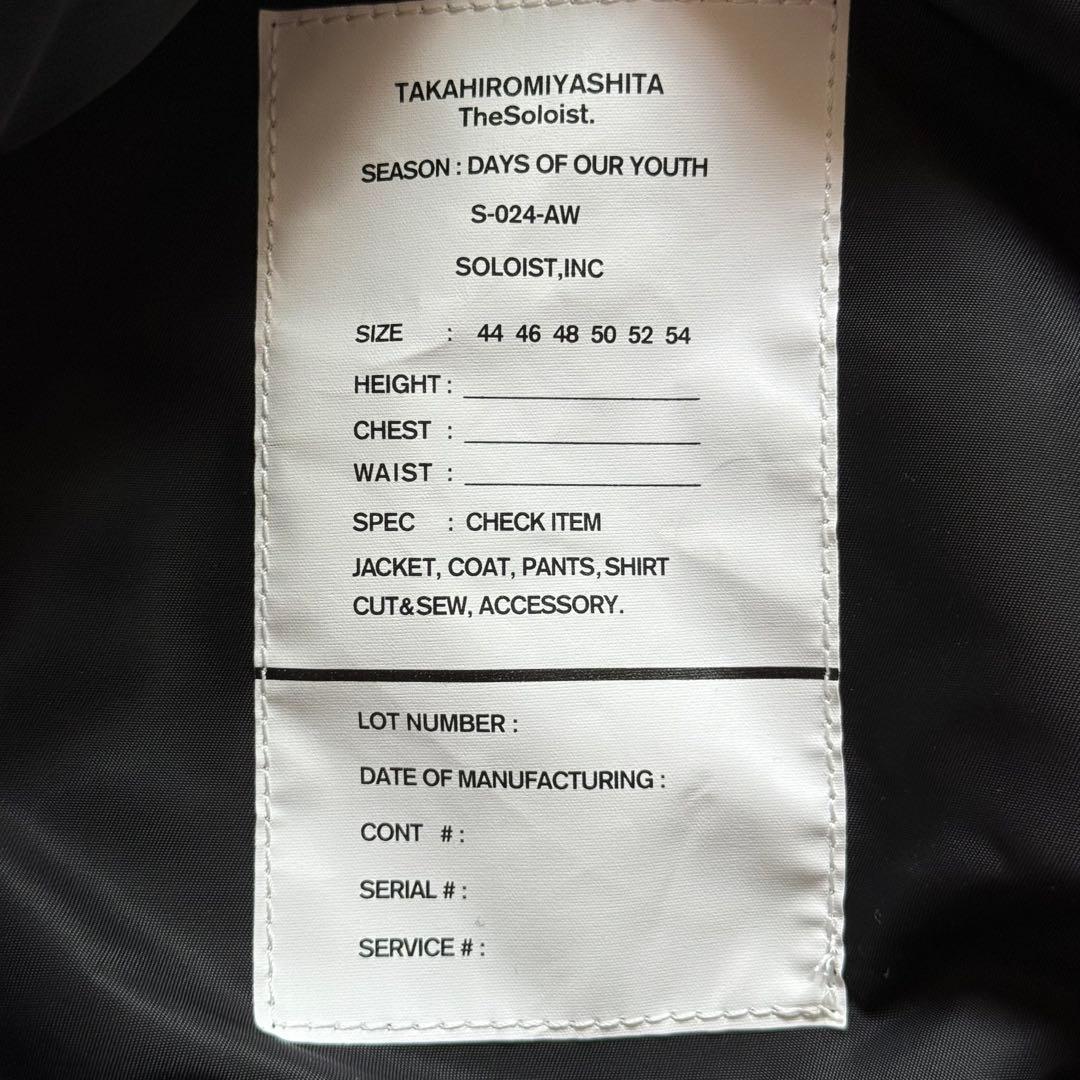 TAKAHIROMIYASHITA
TheSoloist.
SEASON : DAYS OF OUR YOUTH
S-024-AW
SOLOIST,INC
SIZE : 44 46 48 50 52 54
HEIGHT :
CHEST :
WAIST :
SPEC : CHECK ITEM
JACKET, COAT, PANTS, SHIRT
CUT&SEW, ACCESSORY.
LOT NUMBER :
DATE OF MANUFACTURING :
CONT # :
SERIAL # :
SERVICE # :